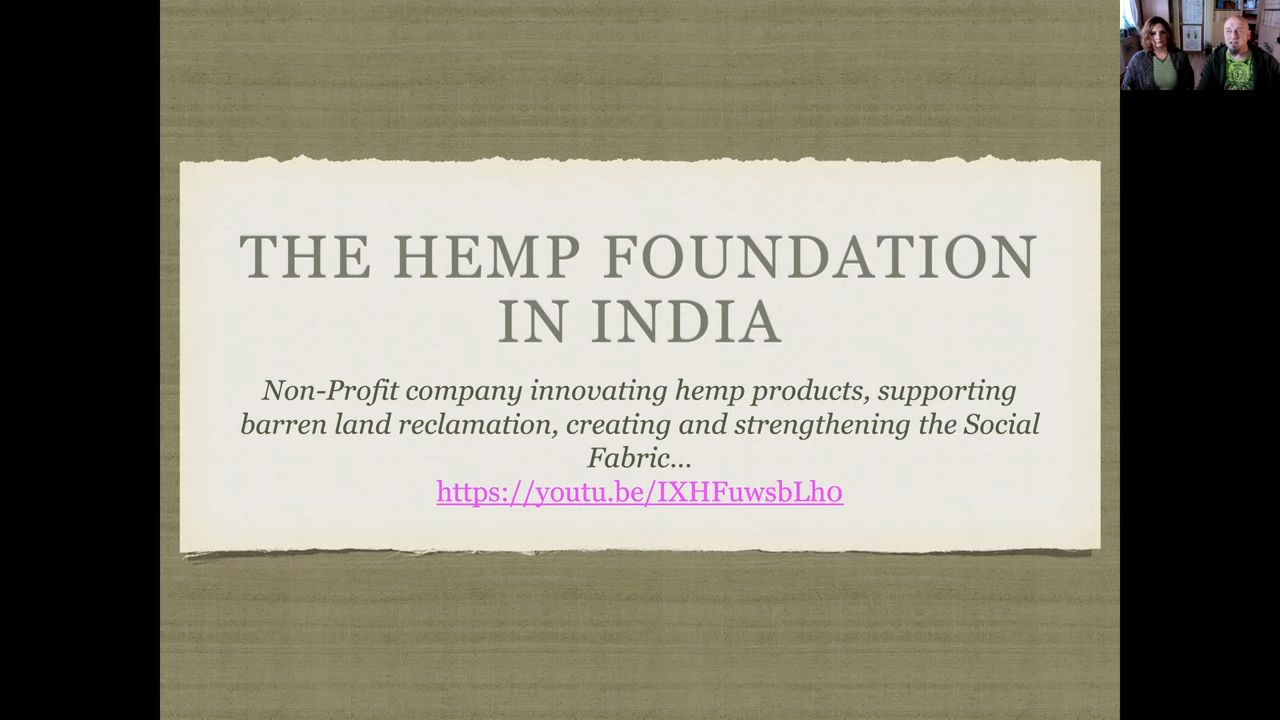 THE HEMP FOUNDATION
IN INDIA
Non-Profit company innovating hemp products, supporting
barren land reclamation, creating and strengthening the Social
Fabric...
https://youtu.be/IXHFuwsbLh0